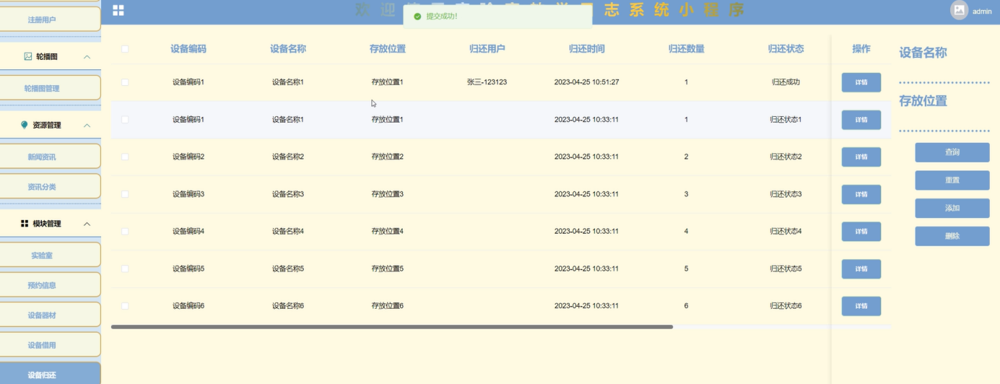 欢迎
志系统小程序
提交成功!
admin
注册用户
轮播图
轮播图管理
资源管理
新闻资讯
资讯分类
模块管理
实验室
预约信息
设备器材
设备借用
设备归还
设备编码 设备名称 存放位置 归还用户 归还时间 归还数量 归还状态 操作
设备编码1 设备名称1 存放位置1 张三-123123 2023-04-25 10:51:27 1 归还成功 详情
设备编码1 设备名称1 存放位置1 2023-04-25 10:33:11 1 归还状态1 详情
设备编码2 设备名称2 存放位置2 2023-04-25 10:33:11 2 归还状态2 详情
设备编码3 设备名称3 存放位置3 2023-04-25 10:33:11 3 归还状态3 详情
设备编码4 设备名称4 存放位置4 2023-04-25 10:33:11 4 归还状态4 详情
设备编码5 设备名称5 存放位置5 2023-04-25 10:33:11 5 归还状态5 详情
设备编码6 设备名称6 存放位置6 2023-04-25 10:33:11 6 归还状态6 详情
设备名称
存放位置
查询
重置
添加
删除